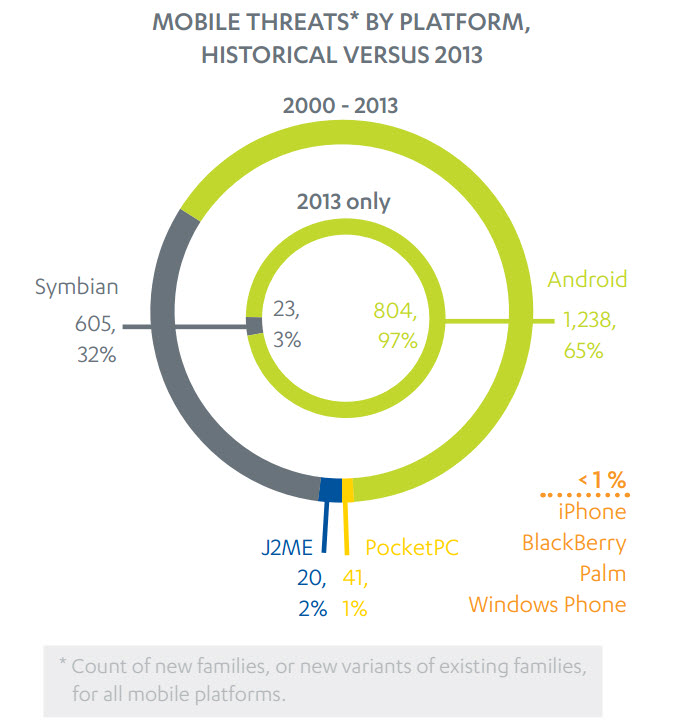 MOBILE THREATS* BY PLATFORM,
HISTORICAL VERSUS 2013
2000 - 2013
2013 only
Symbian
605,
32%
23,
3%
804,
97%
Android
1,238,
65%
J2ME
20,
2%
PocketPC
41,
1%
<1%
iPhone
BlackBerry
Palm
Windows Phone
* Count of new families, or new variants of existing families,
for all mobile platforms.